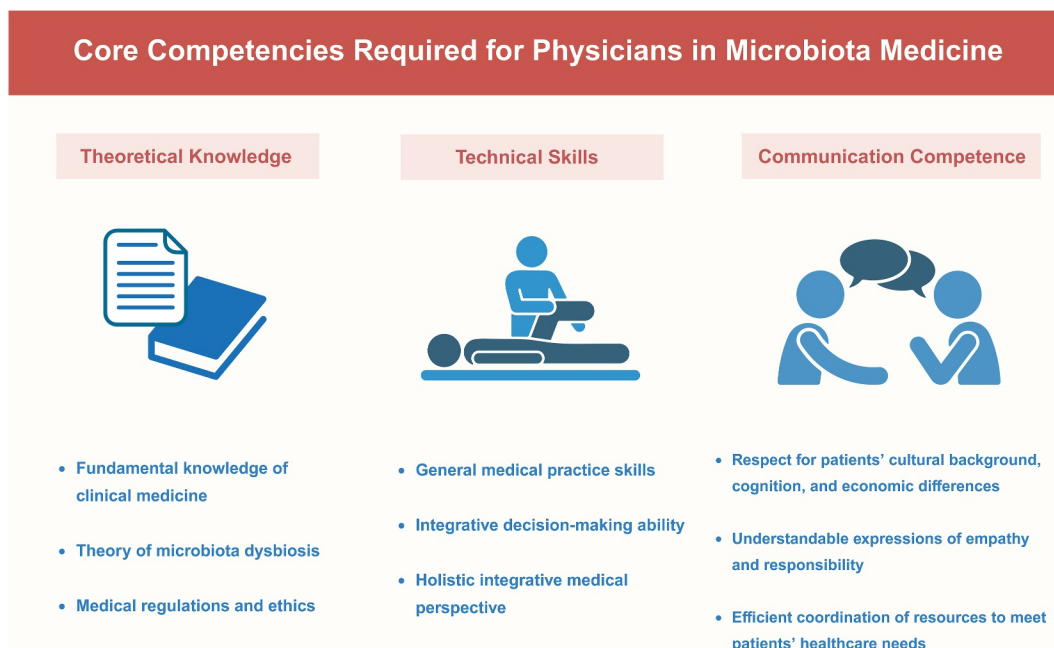 Core Competencies Required for Physicians in Microbiota Medicine
Theoretical Knowledge
• Fundamental knowledge of
clinical medicine
• Theory of microbiota dysbiosis
• Medical regulations and ethics
Technical Skills
• General medical practice skills
• Integrative decision-making ability
• Holistic integrative medical
perspective
Communication Competence
• Respect for patients’ cultural background,
cognition, and economic differences
• Understandable expressions of empathy
and responsibility
• Efficient coordination of resources to meet
patients’ healthcare needs